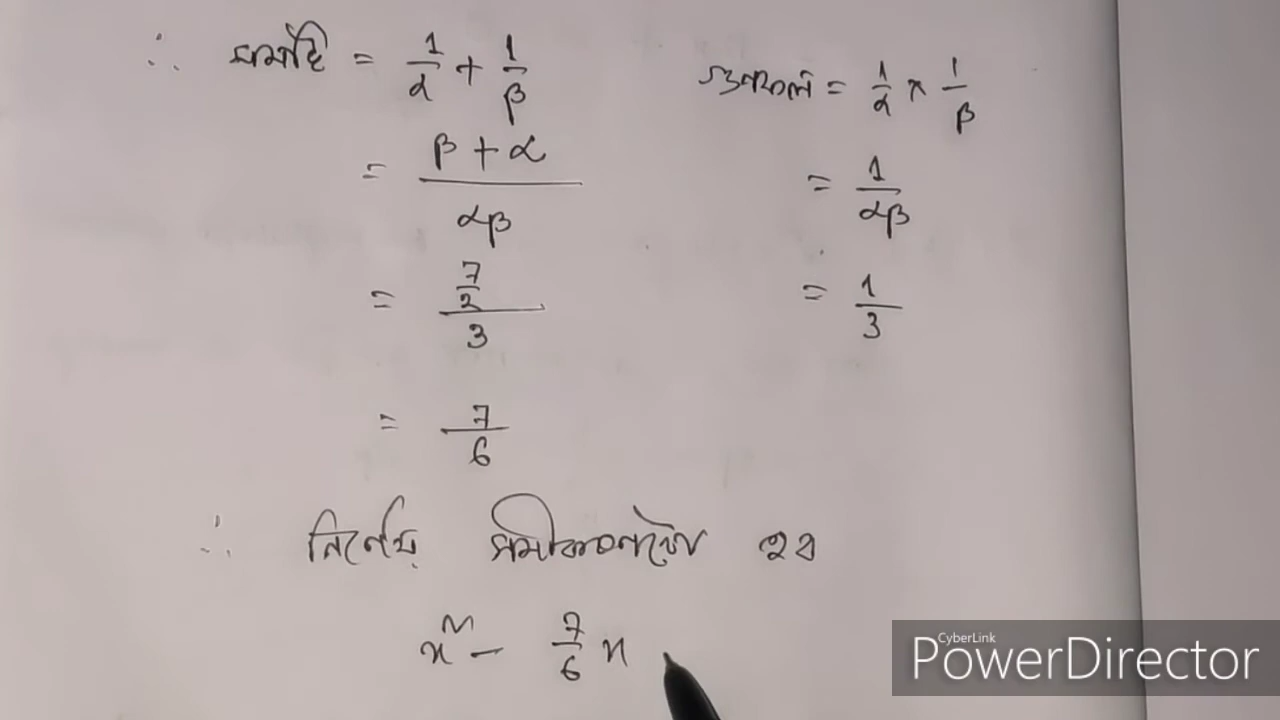 ∴ সমষ্টি = 1/α + 1/β
= β + α / αβ
= 7/2 / 3
= 7/6
গুণফল = 1/α × 1/β
= 1/αβ
= 1/3
∴ নিৰ্ণেয় সমীকৰণটো হব
x² − 7/6 x
CyberLink
PowerDirector